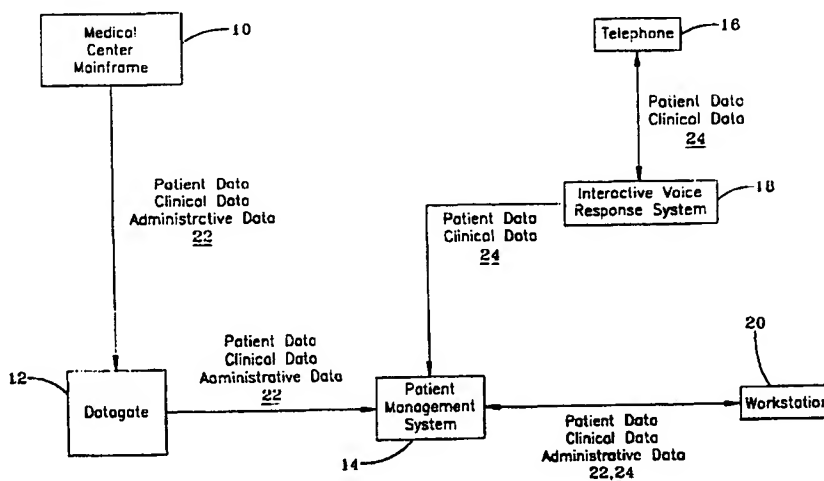 Medical
Center
Mainframe
10
Telephone
16
Patient Data
Clinical Data
24
Interactive Voice
Response System
18
Patient Data
Clinical Data
Administrctive Data
22
Patient Data
Clinical Data
24
12
Datagate
Patient Data
Clinical Data
Administrative Data
22
Patient
Management
System
14
20
Workstation
Patient Data
Clinical Data
Administrative Data
22,24